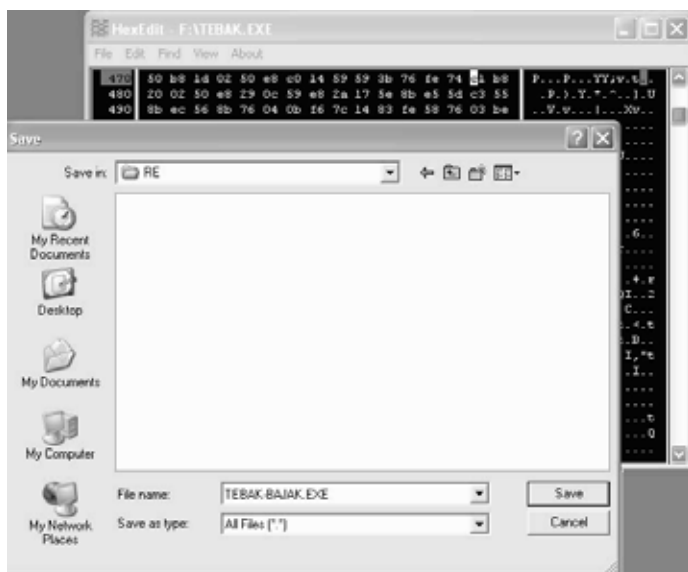 HexEdit - F:\TEBAK.EXE
File Edit Find View About
470 50 b8 1d 02 50 e8 c0 14 59 59 3b 76 fe 74 c1 b8 P...P...YY;v.t..
480 20 02 50 e8 29 0c 59 e8 2a 17 5e 8b e5 5d c3 55 .P.).Y.*.^..].U
490 8b ec 56 8b 76 04 0b f6 7c 14 83 fe 58 76 03 be ..V.v...|...Xv..
Save
Save in: RE
My Recent
Documents
Desktop
My Documents
My Computer
My Network
Places
File name: TEBAK-BAJAK.EXE Save
Save as type: All Files (*.*) Cancel